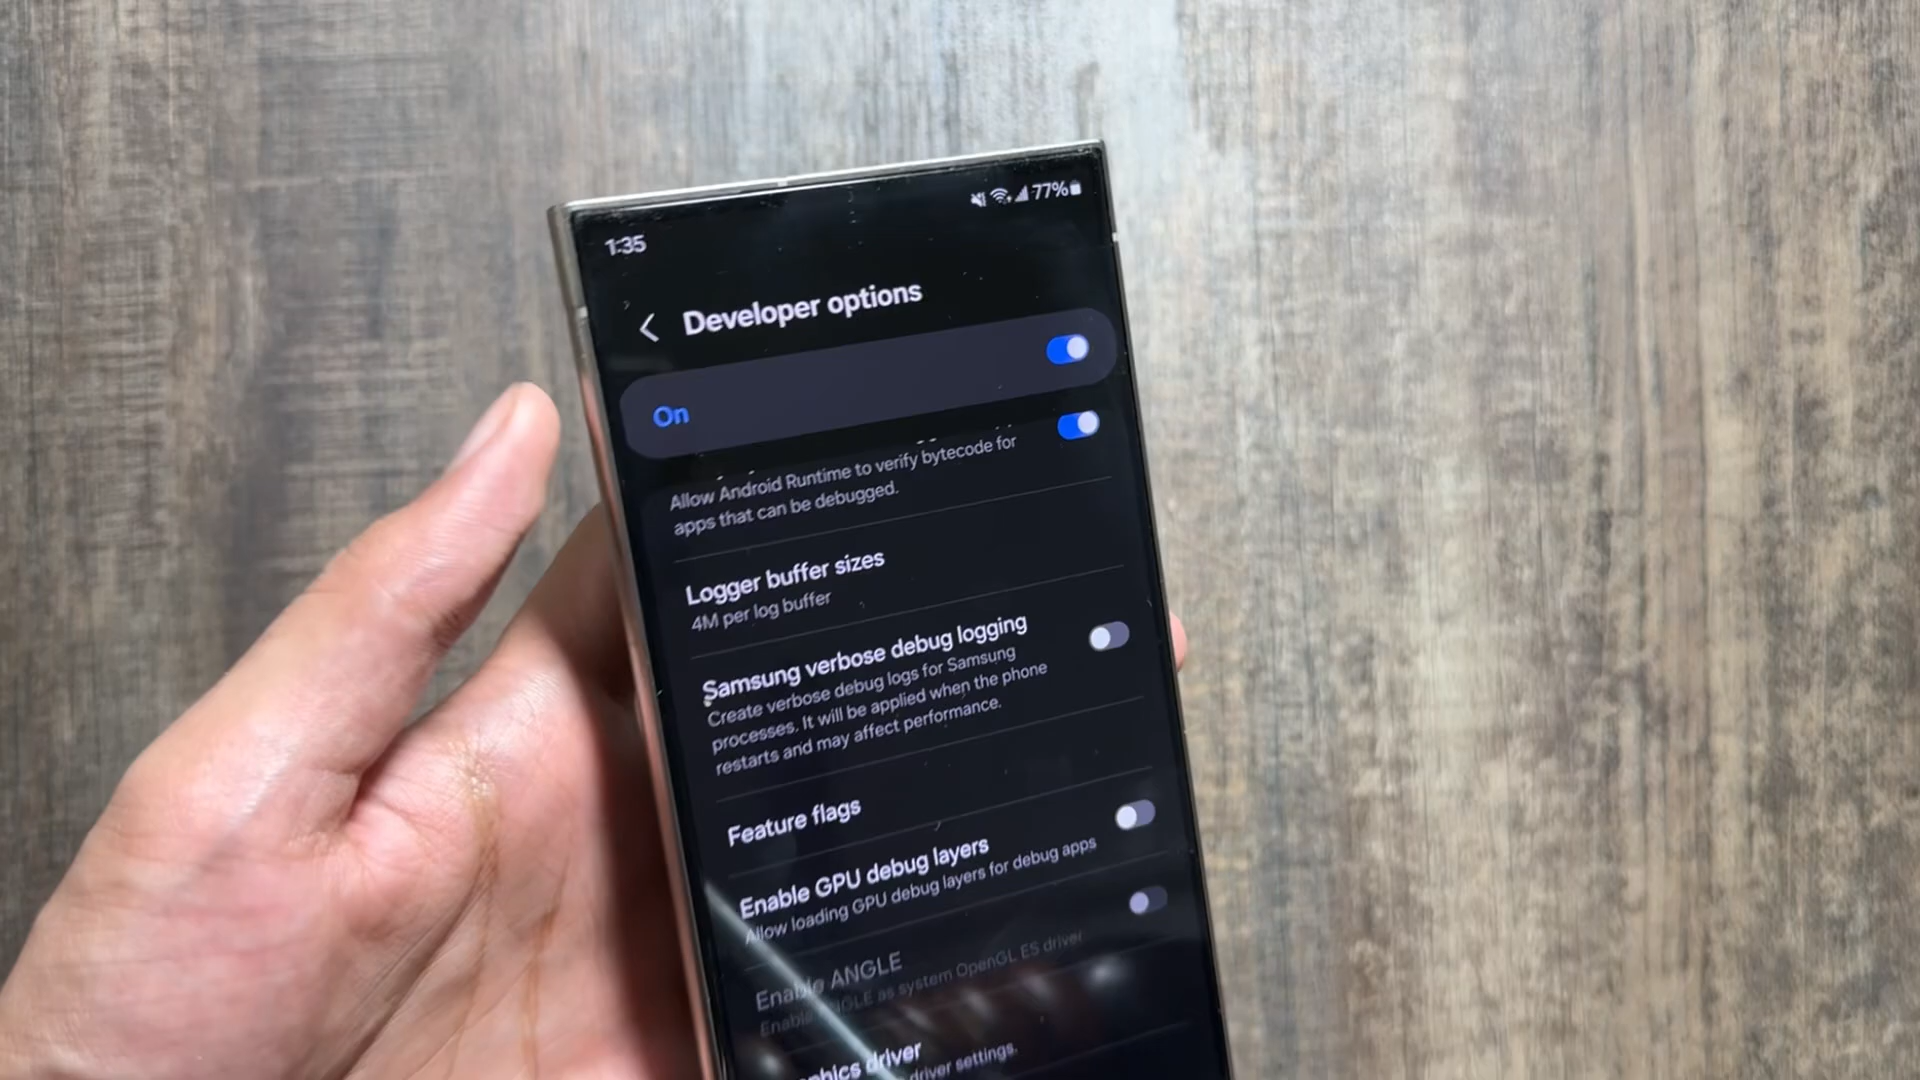 77%
1:35
Developer options
On
Allow Android Runtime to verify bytecode for
apps that can be debugged.
Logger buffer sizes
4M per log buffer
Samsung verbose debug logging
Create verbose debug logs for Samsung
processes. It will be applied when the phone
restarts and may affect performance.
Feature flags
Enable GPU debug layers
Allow loading GPU debug layers for debug apps
Enable ANGLE
Enable ANGLE as system OpenGL ES driver
driver
driver settings.